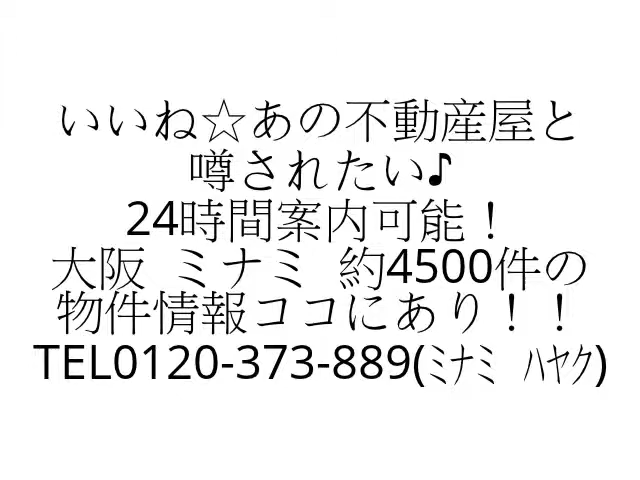 いいね☆あの不動産屋と
噂されたい♪
24時間案内可能！
大阪 ミナミ 約4500件の
物件情報ココにあり！！
TEL0120-373-889(ﾐﾅﾐ ﾊﾔｸ)